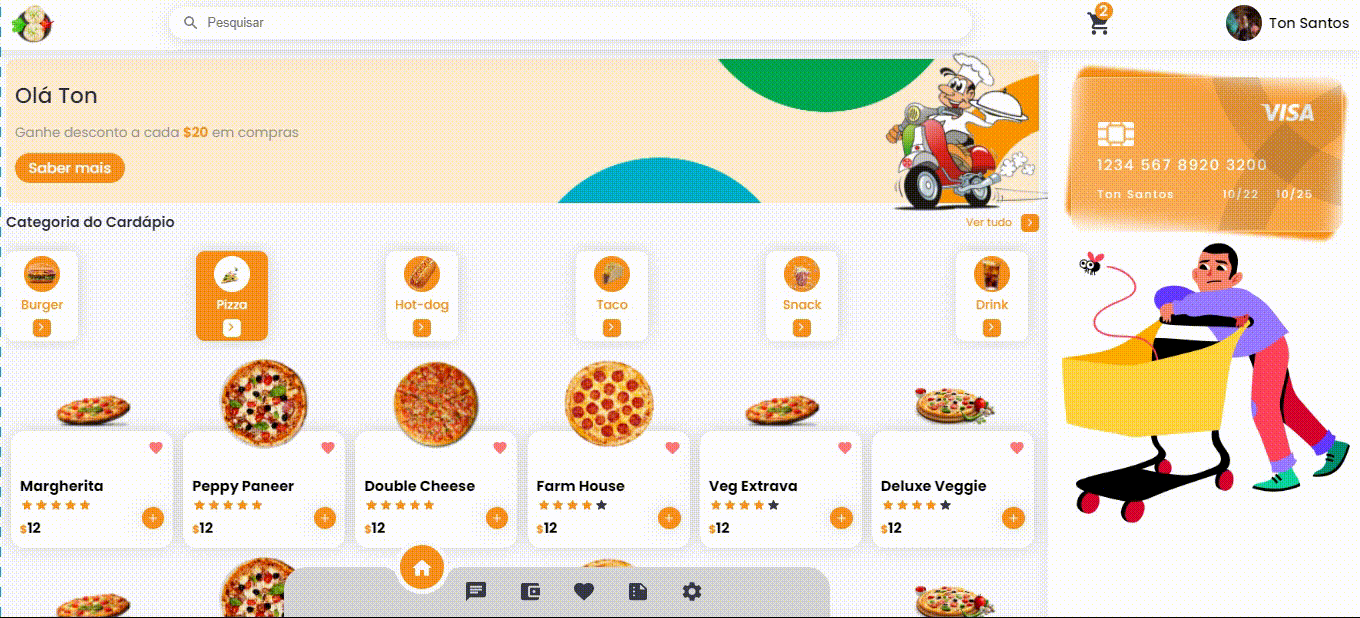 Pesquisar
2
Ton Santos
Olá Ton
Ganhe desconto a cada $20 em compras
Saber mais
VISA
1234 567 8920 3200
Ton Santos 10/22 10/25
Categoria do Cardápio
Ver tudo
Burger
Pizza
Hot-dog
Taco
Snack
Drink
Margherita
$12
Peppy Paneer
$12
Double Cheese
$12
Farm House
$12
Veg Extrava
$12
Deluxe Veggie
$12